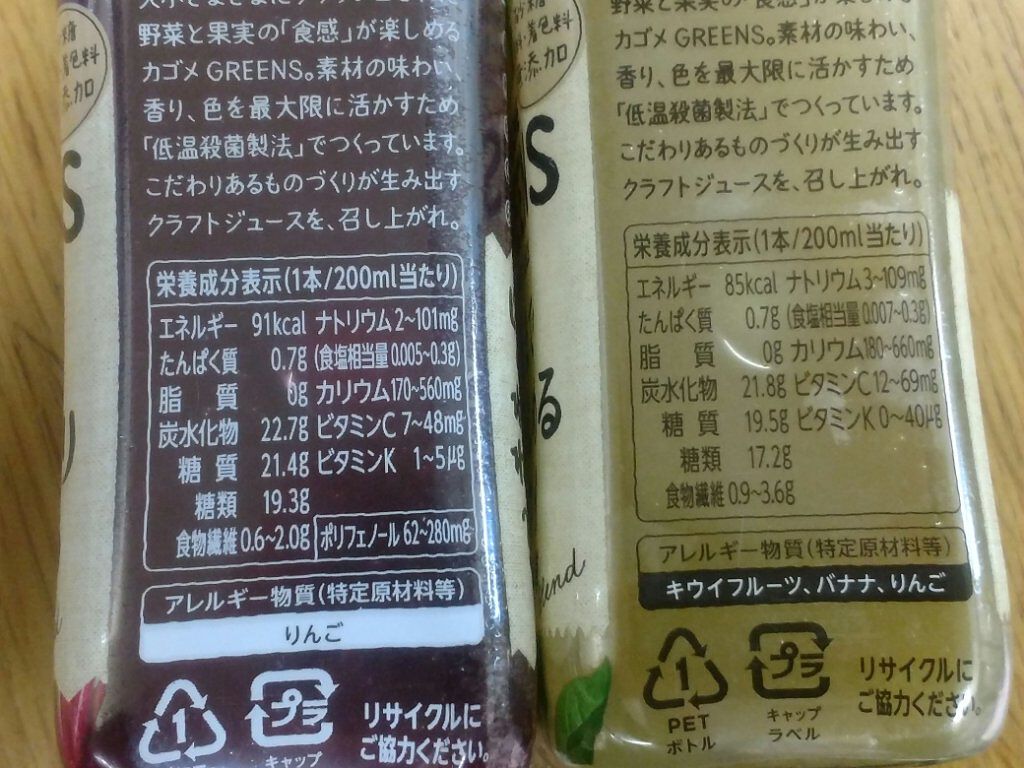 野菜と果実の「食感」が楽しめる
カゴメ GREENS。素材の味わい、
香り、色を最大限に活かすため
「低温殺菌製法」でつくっています。
こだわりあるものづくりが生み出す
クラフトジュースを、召し上がれ。
栄養成分表示(1本/200ml当たり)
エネルギー 91kcal ナトリウム2~101mg
たんぱく質 0.7g (食塩相当量0.005~0.3g)
脂質 0g カリウム170~560mg
炭水化物 22.7g ビタミンC 7~48mg
糖質 21.4g ビタミンK 1~5μg
糖類 19.3g
食物繊維 0.6~2.0g ポリフェノール 62~280mg
アレルギー物質(特定原材料等)
りんご
1
プラ
キャップ
リサイクルに
ご協力ください。
カゴメ GREENS。素材の味わい、
香り、色を最大限に活かすため
「低温殺菌製法」でつくっています。
こだわりあるものづくりが生み出す
クラフトジュースを、召し上がれ。
栄養成分表示(1本/200ml当たり)
エネルギー 85kcal ナトリウム3~109mg
たんぱく質 0.7g (食塩相当量0.007~0.3g)
脂質 0g カリウム180~660mg
炭水化物 21.8g ビタミンC12~69mg
糖質 19.5g ビタミンK 0~40μg
糖類 17.2g
食物繊維 0.9~3.6g
アレルギー物質(特定原材料等)
キウイフルーツ、バナナ、りんご
1
PET
ボトル
プラ
キャップ
ラベル
リサイクルに
ご協力ください。